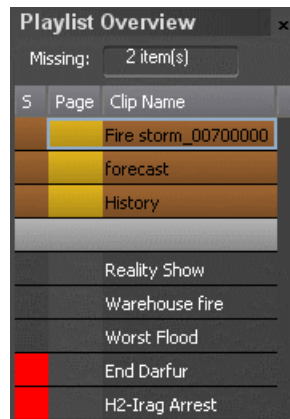 Playlist Overview x
Missing: 2 item(s)
S Page Clip Name
Fire storm_00700000
forecast
History
Reality Show
Warehouse fire
Worst Flood
End Darfur
H2-Irag Arrest